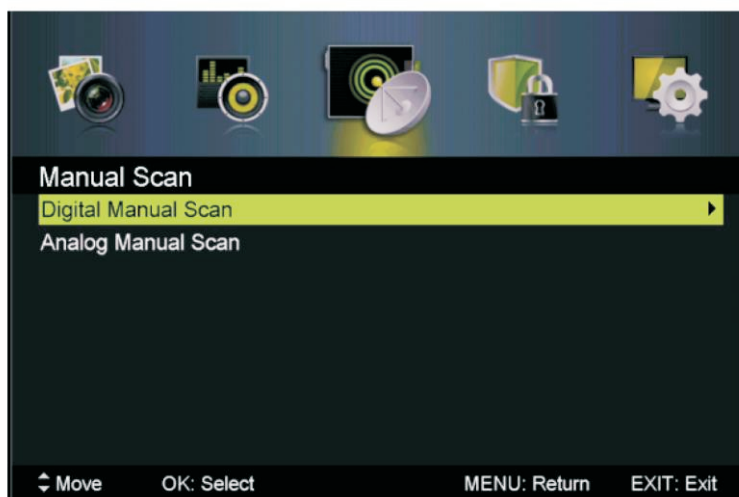 Manual Scan
Digital Manual Scan
Analog Manual Scan
Move OK: Select MENU: Return EXIT: Exit